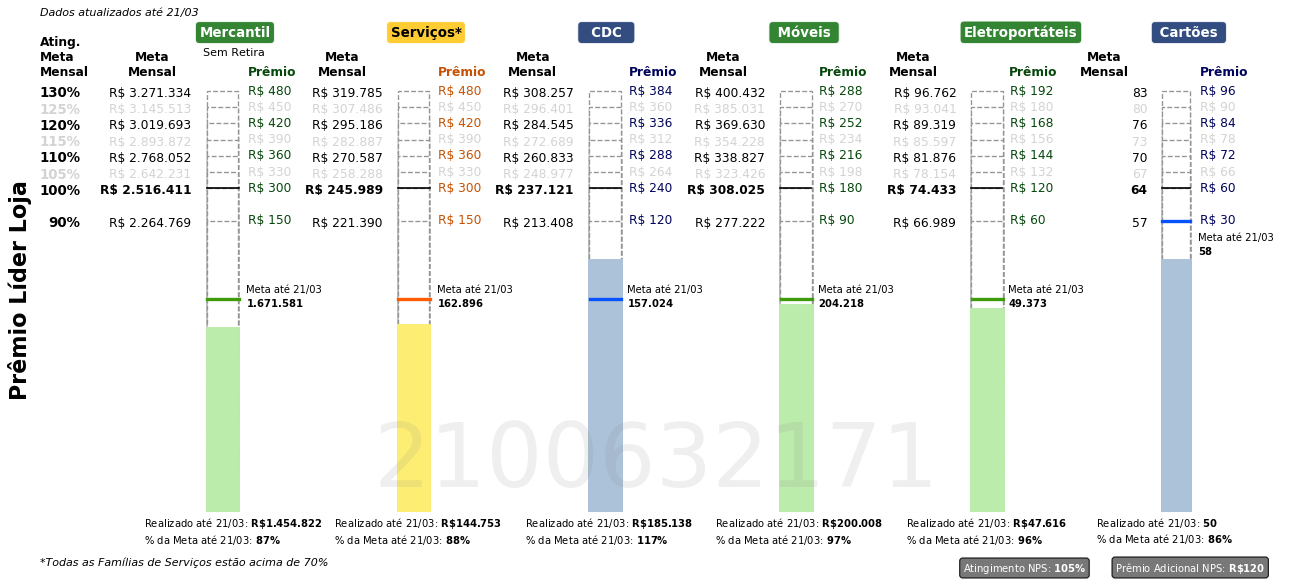 Dados atualizados até 21/03
Mercantil Serviços* CDC Móveis Eletroportáteis Cartões
Sem Retira
Ating. Meta Mensal Meta Mensal Prêmio Meta Mensal Prêmio Meta Mensal Prêmio Meta Mensal Prêmio Meta Mensal Prêmio Meta Mensal Prêmio
130% R$ 3.271.334 R$ 480 R$ 319.785 R$ 480 R$ 308.257 R$ 384 R$ 400.432 R$ 288 R$ 96.762 R$ 192 83 R$ 96
125% R$ 3.145.513 R$ 450 R$ 307.486 R$ 450 R$ 296.401 R$ 360 R$ 385.031 R$ 270 R$ 93.041 R$ 180 80 R$ 90
120% R$ 3.019.693 R$ 420 R$ 295.186 R$ 420 R$ 284.545 R$ 336 R$ 369.630 R$ 252 R$ 89.319 R$ 168 76 R$ 84
115% R$ 2.893.872 R$ 390 R$ 282.887 R$ 390 R$ 272.689 R$ 312 R$ 354.228 R$ 234 R$ 85.597 R$ 156 73 R$ 78
110% R$ 2.768.052 R$ 360 R$ 270.587 R$ 360 R$ 260.833 R$ 288 R$ 338.827 R$ 216 R$ 81.876 R$ 144 70 R$ 72
105% R$ 2.642.231 R$ 330 R$ 258.288 R$ 330 R$ 248.977 R$ 264 R$ 323.426 R$ 198 R$ 78.154 R$ 132 67 R$ 66
100% R$ 2.516.411 R$ 300 R$ 245.989 R$ 300 R$ 237.121 R$ 240 R$ 308.025 R$ 180 R$ 74.433 R$ 120 64 R$ 60
90% R$ 2.264.769 R$ 150 R$ 221.390 R$ 150 R$ 213.408 R$ 120 R$ 277.222 R$ 90 R$ 66.989 R$ 60 57 R$ 30
Meta até 21/03
58
Meta até 21/03 Meta até 21/03 Meta até 21/03 Meta até 21/03 Meta até 21/03
1.671.581 162.896 157.024 204.218 49.373
Prêmio Líder Loja
2100632171
Realizado até 21/03: R$1.454.822 Realizado até 21/03: R$144.753 Realizado até 21/03: R$185.138 Realizado até 21/03: R$200.008 Realizado até 21/03: R$47.616 Realizado até 21/03: 50
% da Meta até 21/03: 87% % da Meta até 21/03: 88% % da Meta até 21/03: 117% % da Meta até 21/03: 97% % da Meta até 21/03: 96% % da Meta até 21/03: 86%
*Todas as Famílias de Serviços estão acima de 70%
Atingimento NPS: 105% Prêmio Adicional NPS: R$120